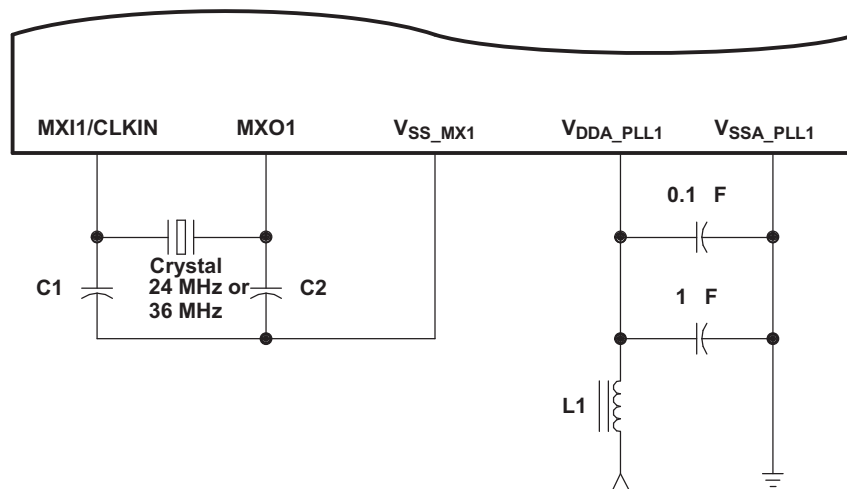 MXI1/CLKIN MXO1 VSS_MX1 VDDA_PLL1 VSSA_PLL1
0.1 F
Crystal
C1 24 MHz or C2
36 MHz
1 F
L1